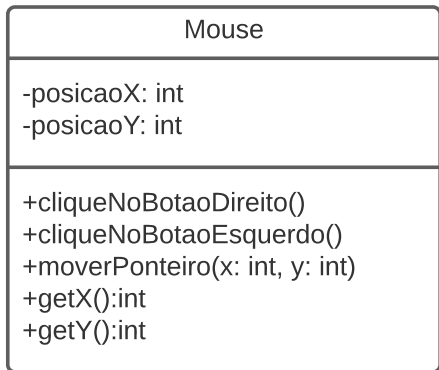 Mouse
-posicaoX: int
-posicaoY: int
+cliqueNoBotaoDireito()
+cliqueNoBotaoEsquerdo()
+moverPonteiro(x: int, y: int)
+getX():int
+getY():int